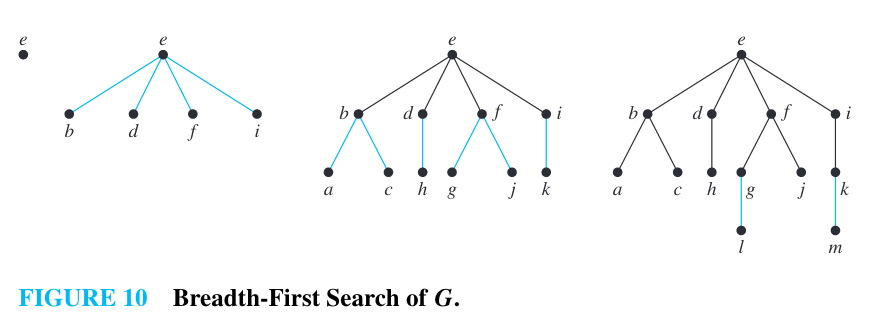 e
e
b d f i
e
b d f i
a c h g j k
e
b d f i
a c h g j k
l m
FIGURE 10 Breadth-First Search of G.